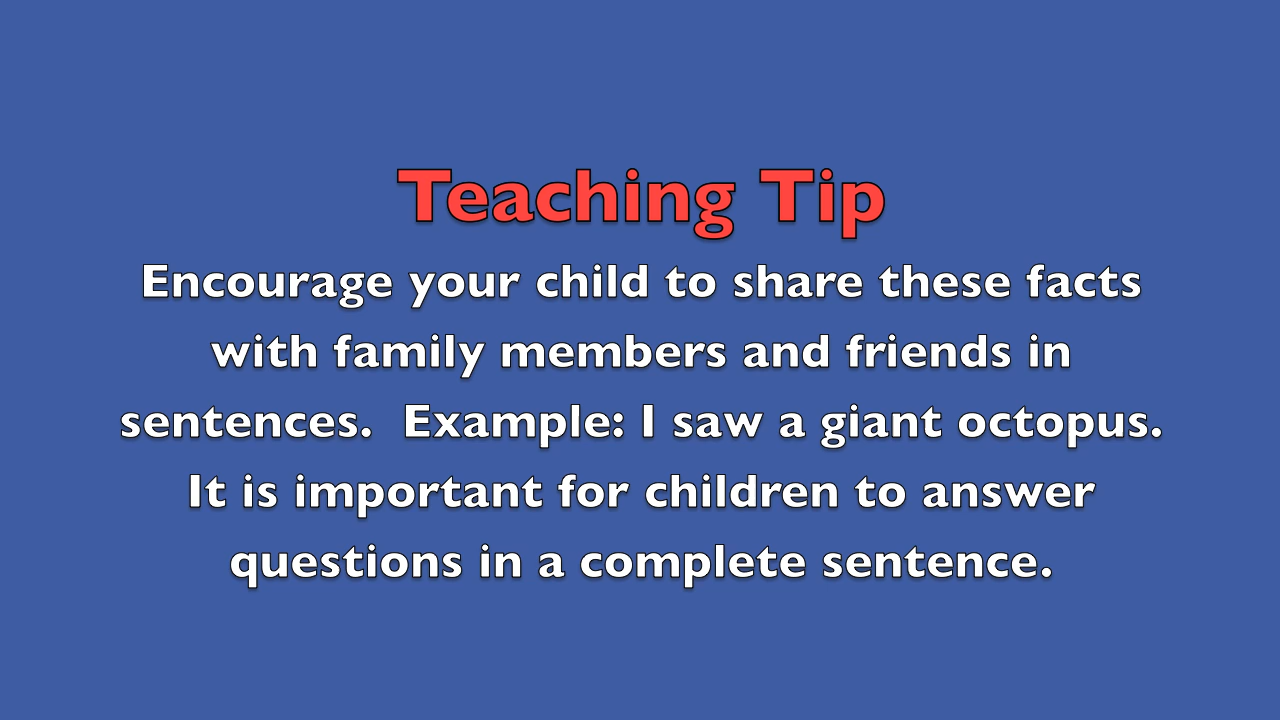 Teaching Tip
Encourage your child to share these facts
with family members and friends in
sentences.  Example: I saw a giant octopus.
It is important for children to answer
questions in a complete sentence.